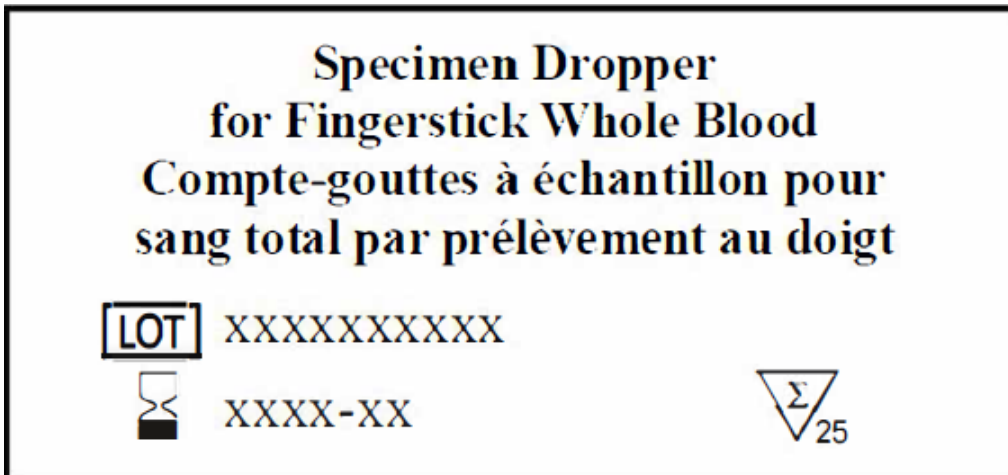 Specimen Dropper
for Fingerstick Whole Blood
Compte-gouttes à échantillon pour
sang total par prélèvement au doigt
LOT XXXXXXXXXX
XXXX-XX
Σ 25